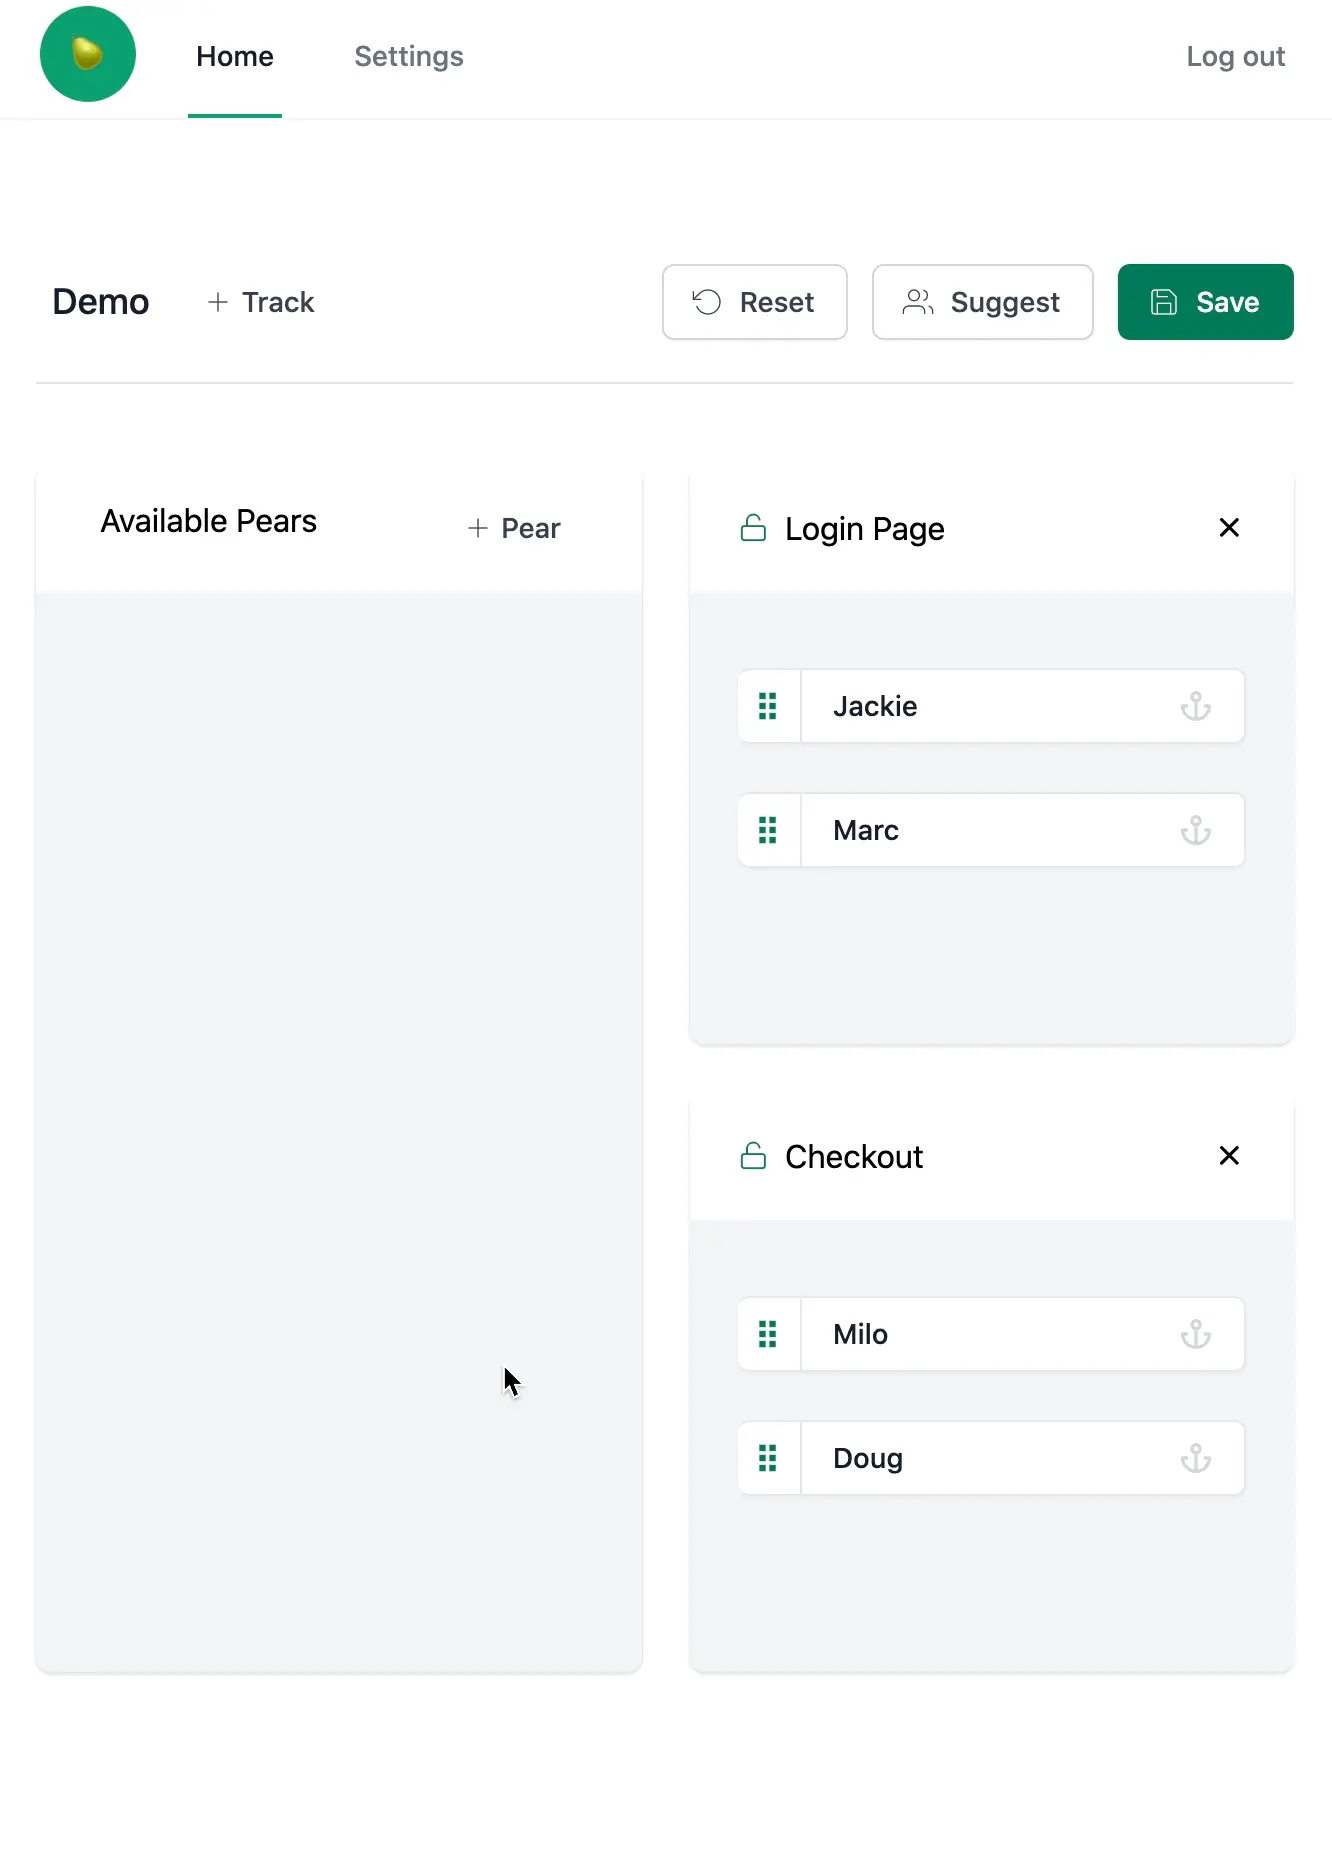 Home Settings Log out
Demo + Track Reset Suggest Save
Available Pears + Pear
Login Page
Jackie
Marc
Checkout
Milo
Doug